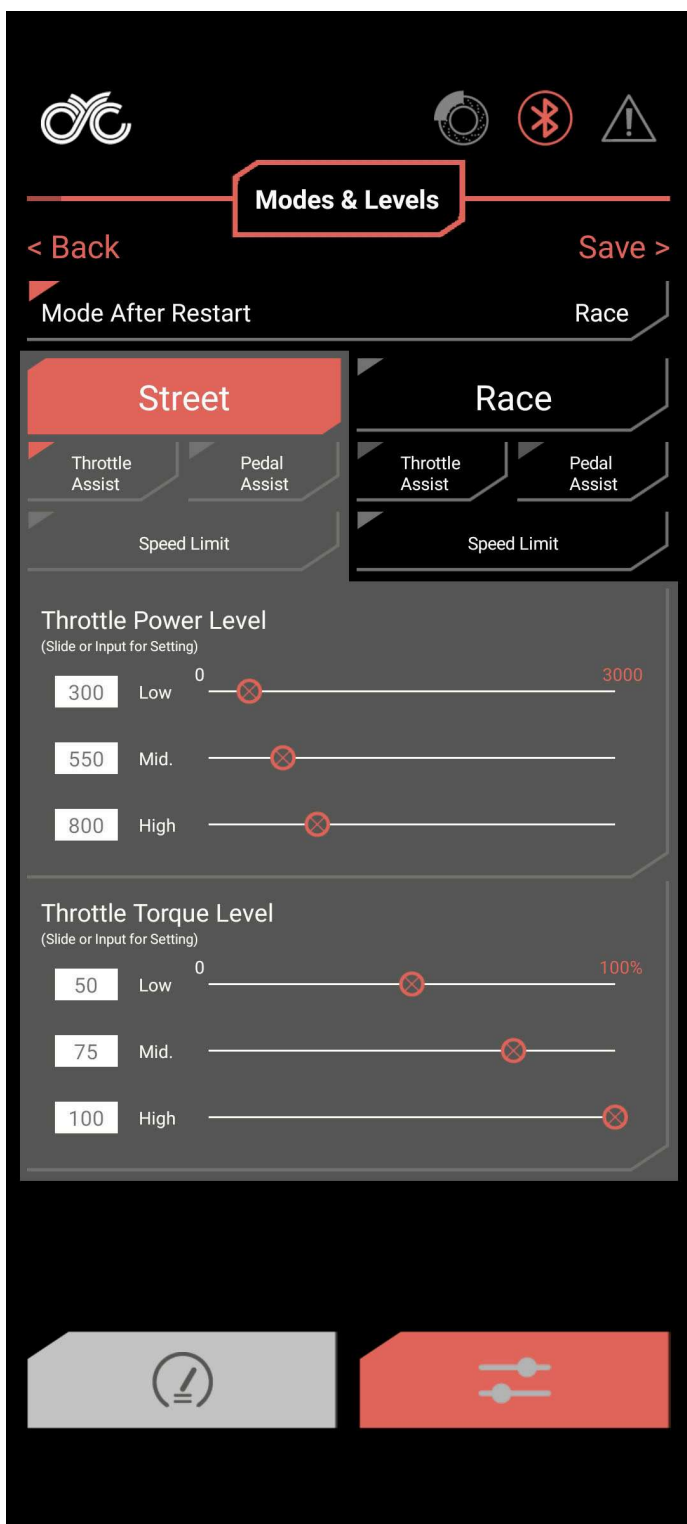 CYC
Modes & Levels
< Back
Save >
Mode After Restart
Race
Street
Race
Throttle
Assist
Pedal
Assist
Throttle
Assist
Pedal
Assist
Speed Limit
Speed Limit
Throttle Power Level
(Slide or Input for Setting)
0
3000
300 Low
550 Mid.
800 High
Throttle Torque Level
(Slide or Input for Setting)
0
100%
50 Low
75 Mid.
100 High